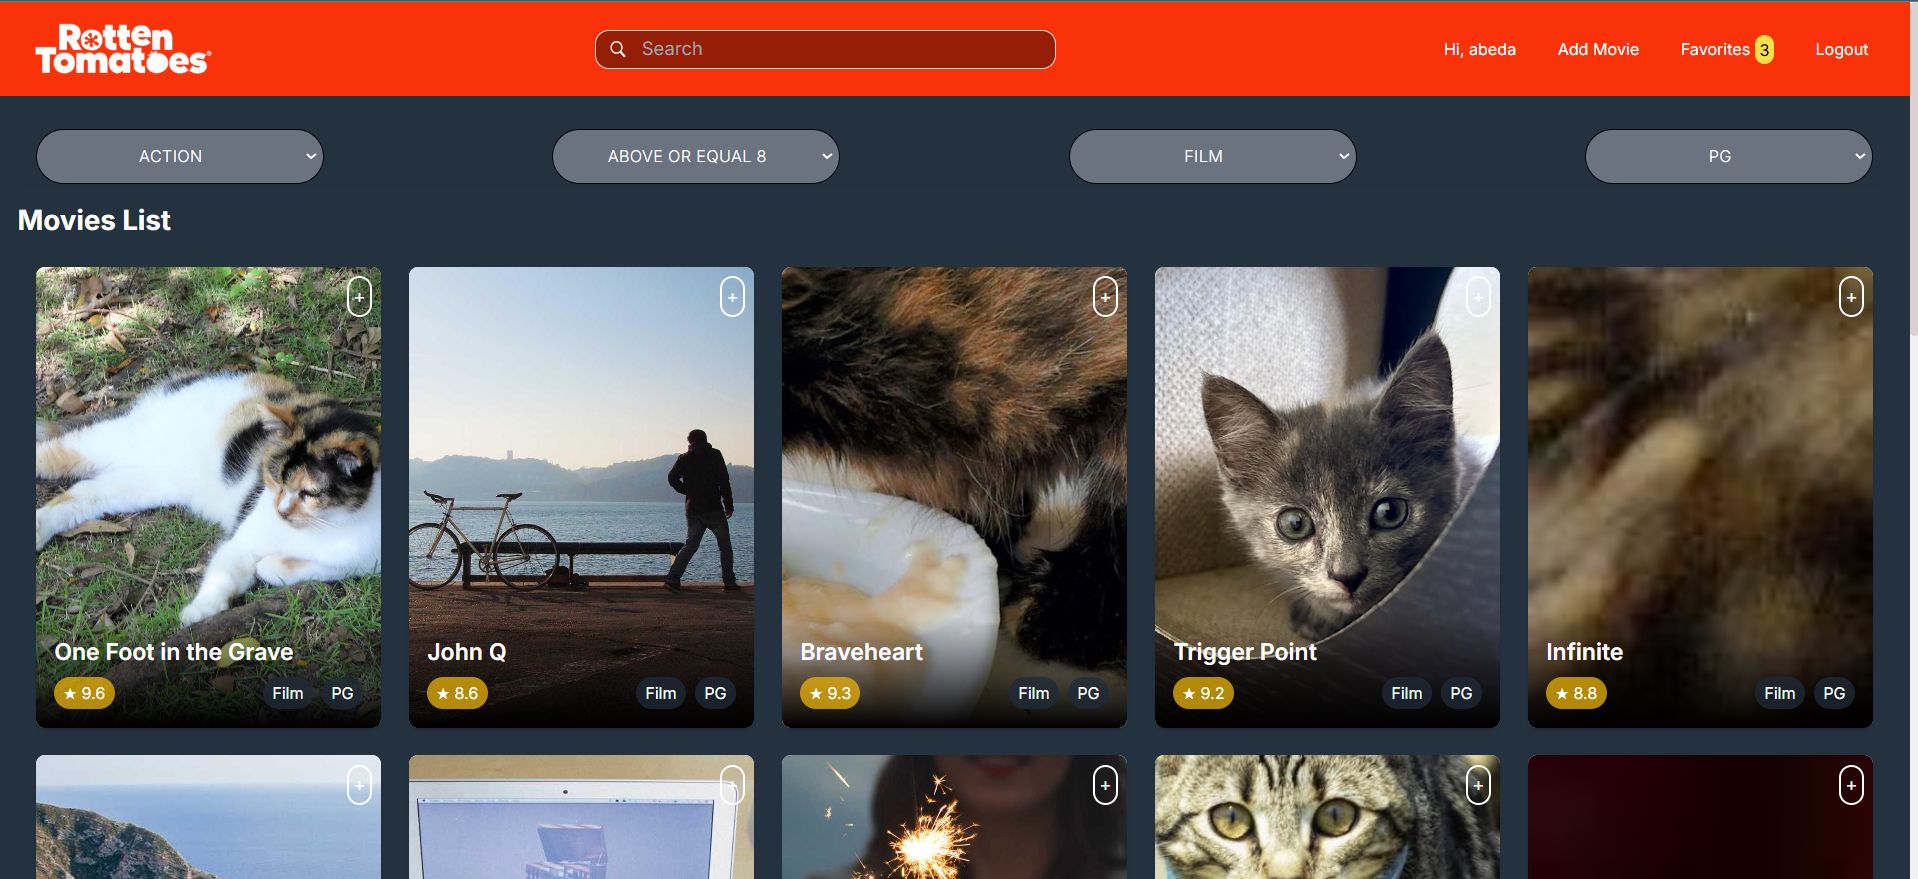 Rotten
Tomatoes®
Search
Hi, abeda
Add Movie
Favorites 3
Logout
ACTION
ABOVE OR EQUAL 8
FILM
PG
Movies List
+
+
+
+
+
One Foot in the Grave
★ 9.6 Film PG
John Q
★ 8.6 Film PG
Braveheart
★ 9.3 Film PG
Trigger Point
★ 9.2 Film PG
Infinite
★ 8.8 Film PG
+
+
+
+
+